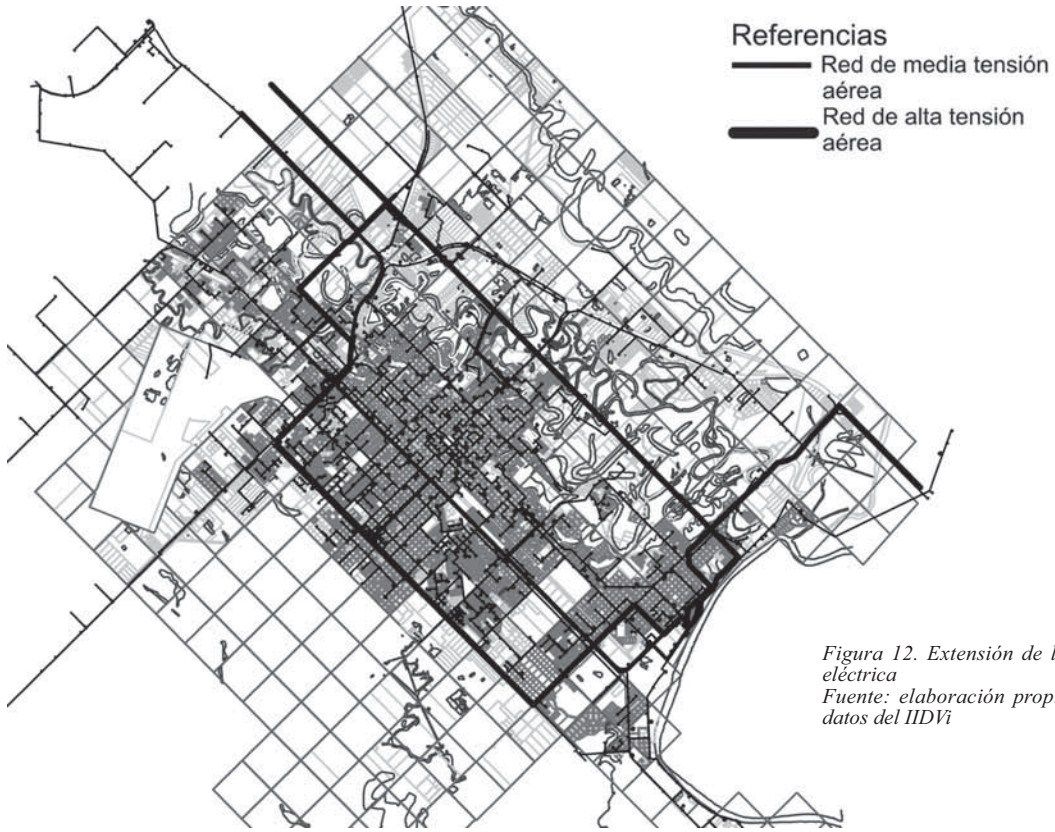 Referencias
Red de media tensión
aérea
Red de alta tensión
aérea
Figura 12. Extensión de l
eléctrica
Fuente: elaboración prop
datos del IIDVi